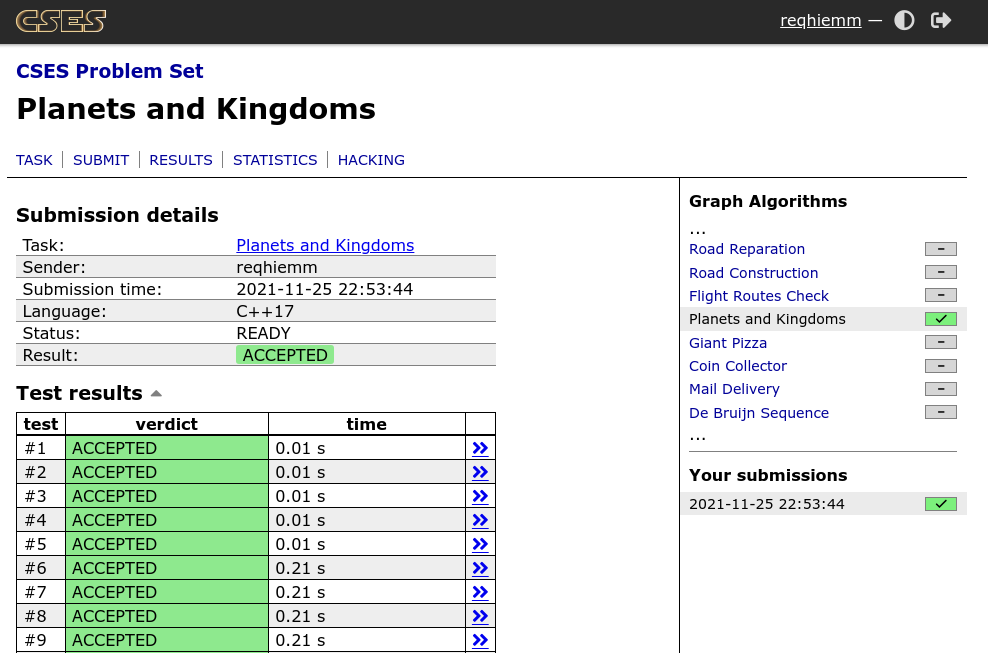 CSES
reqhiemm —
CSES Problem Set
Planets and Kingdoms
TASK | SUBMIT | RESULTS | STATISTICS | HACKING
Submission details
Task: Planets and Kingdoms
Sender: reqhiemm
Submission time: 2021-11-25 22:53:44
Language: C++17
Status: READY
Result: ACCEPTED
Test results
test verdict time
#1 ACCEPTED 0.01 s »
#2 ACCEPTED 0.01 s »
#3 ACCEPTED 0.01 s »
#4 ACCEPTED 0.01 s »
#5 ACCEPTED 0.01 s »
#6 ACCEPTED 0.21 s »
#7 ACCEPTED 0.21 s »
#8 ACCEPTED 0.21 s »
#9 ACCEPTED 0.21 s »
Graph Algorithms
...
Road Reparation –
Road Construction –
Flight Routes Check –
Planets and Kingdoms ✓
Giant Pizza –
Coin Collector –
Mail Delivery –
De Bruijn Sequence –
...
Your submissions
2021-11-25 22:53:44 ✓